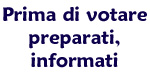 Prima di votare
preparati,
informati